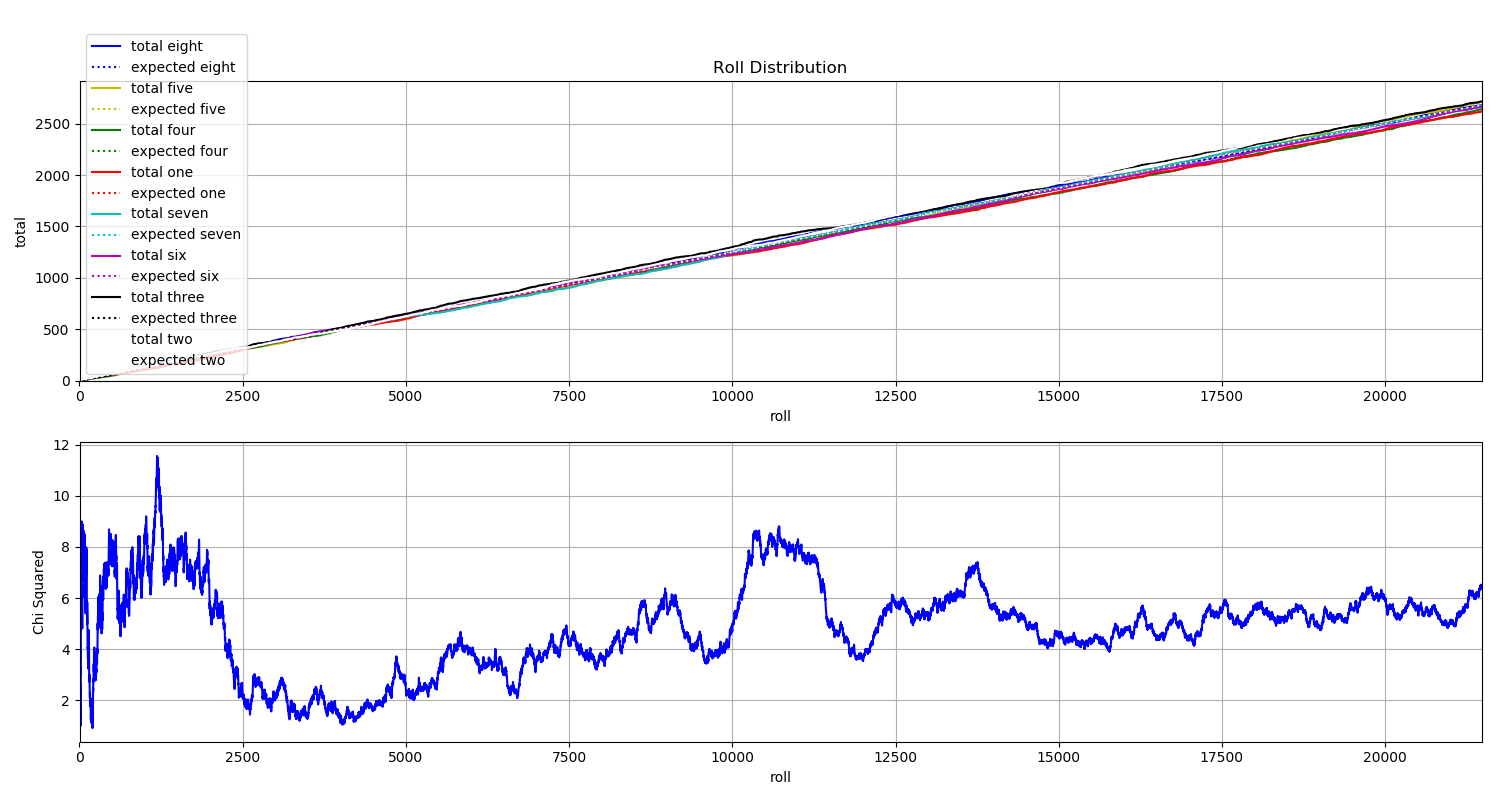 Roll Distribution
total eight
expected eight
total five
expected five
total four
expected four
total one
expected one
total seven
expected seven
total six
expected six
total three
expected three
total two
expected two
total
2500
2000
1500
1000
500
0
0 2500 5000 7500 10000 12500 15000 17500 20000
roll
Chi Squared
12
10
8
6
4
2
0 2500 5000 7500 10000 12500 15000 17500 20000
roll